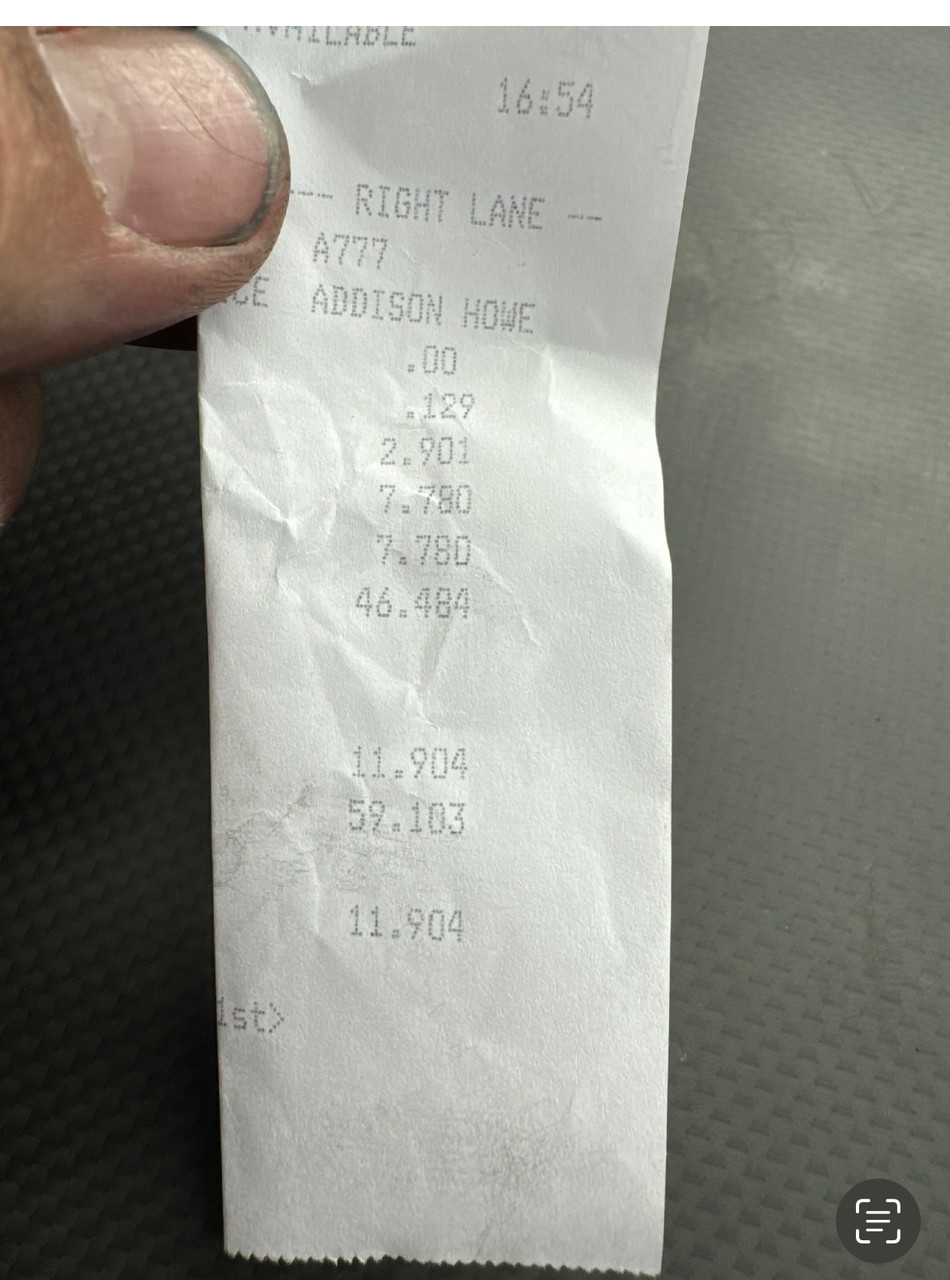 AVAILABLE
16:54
--- RIGHT LANE --
A777
ADDISON HOWE
.00
.129
2.901
7.780
7.780
46.484
11.904
59.103
11.904
1st>